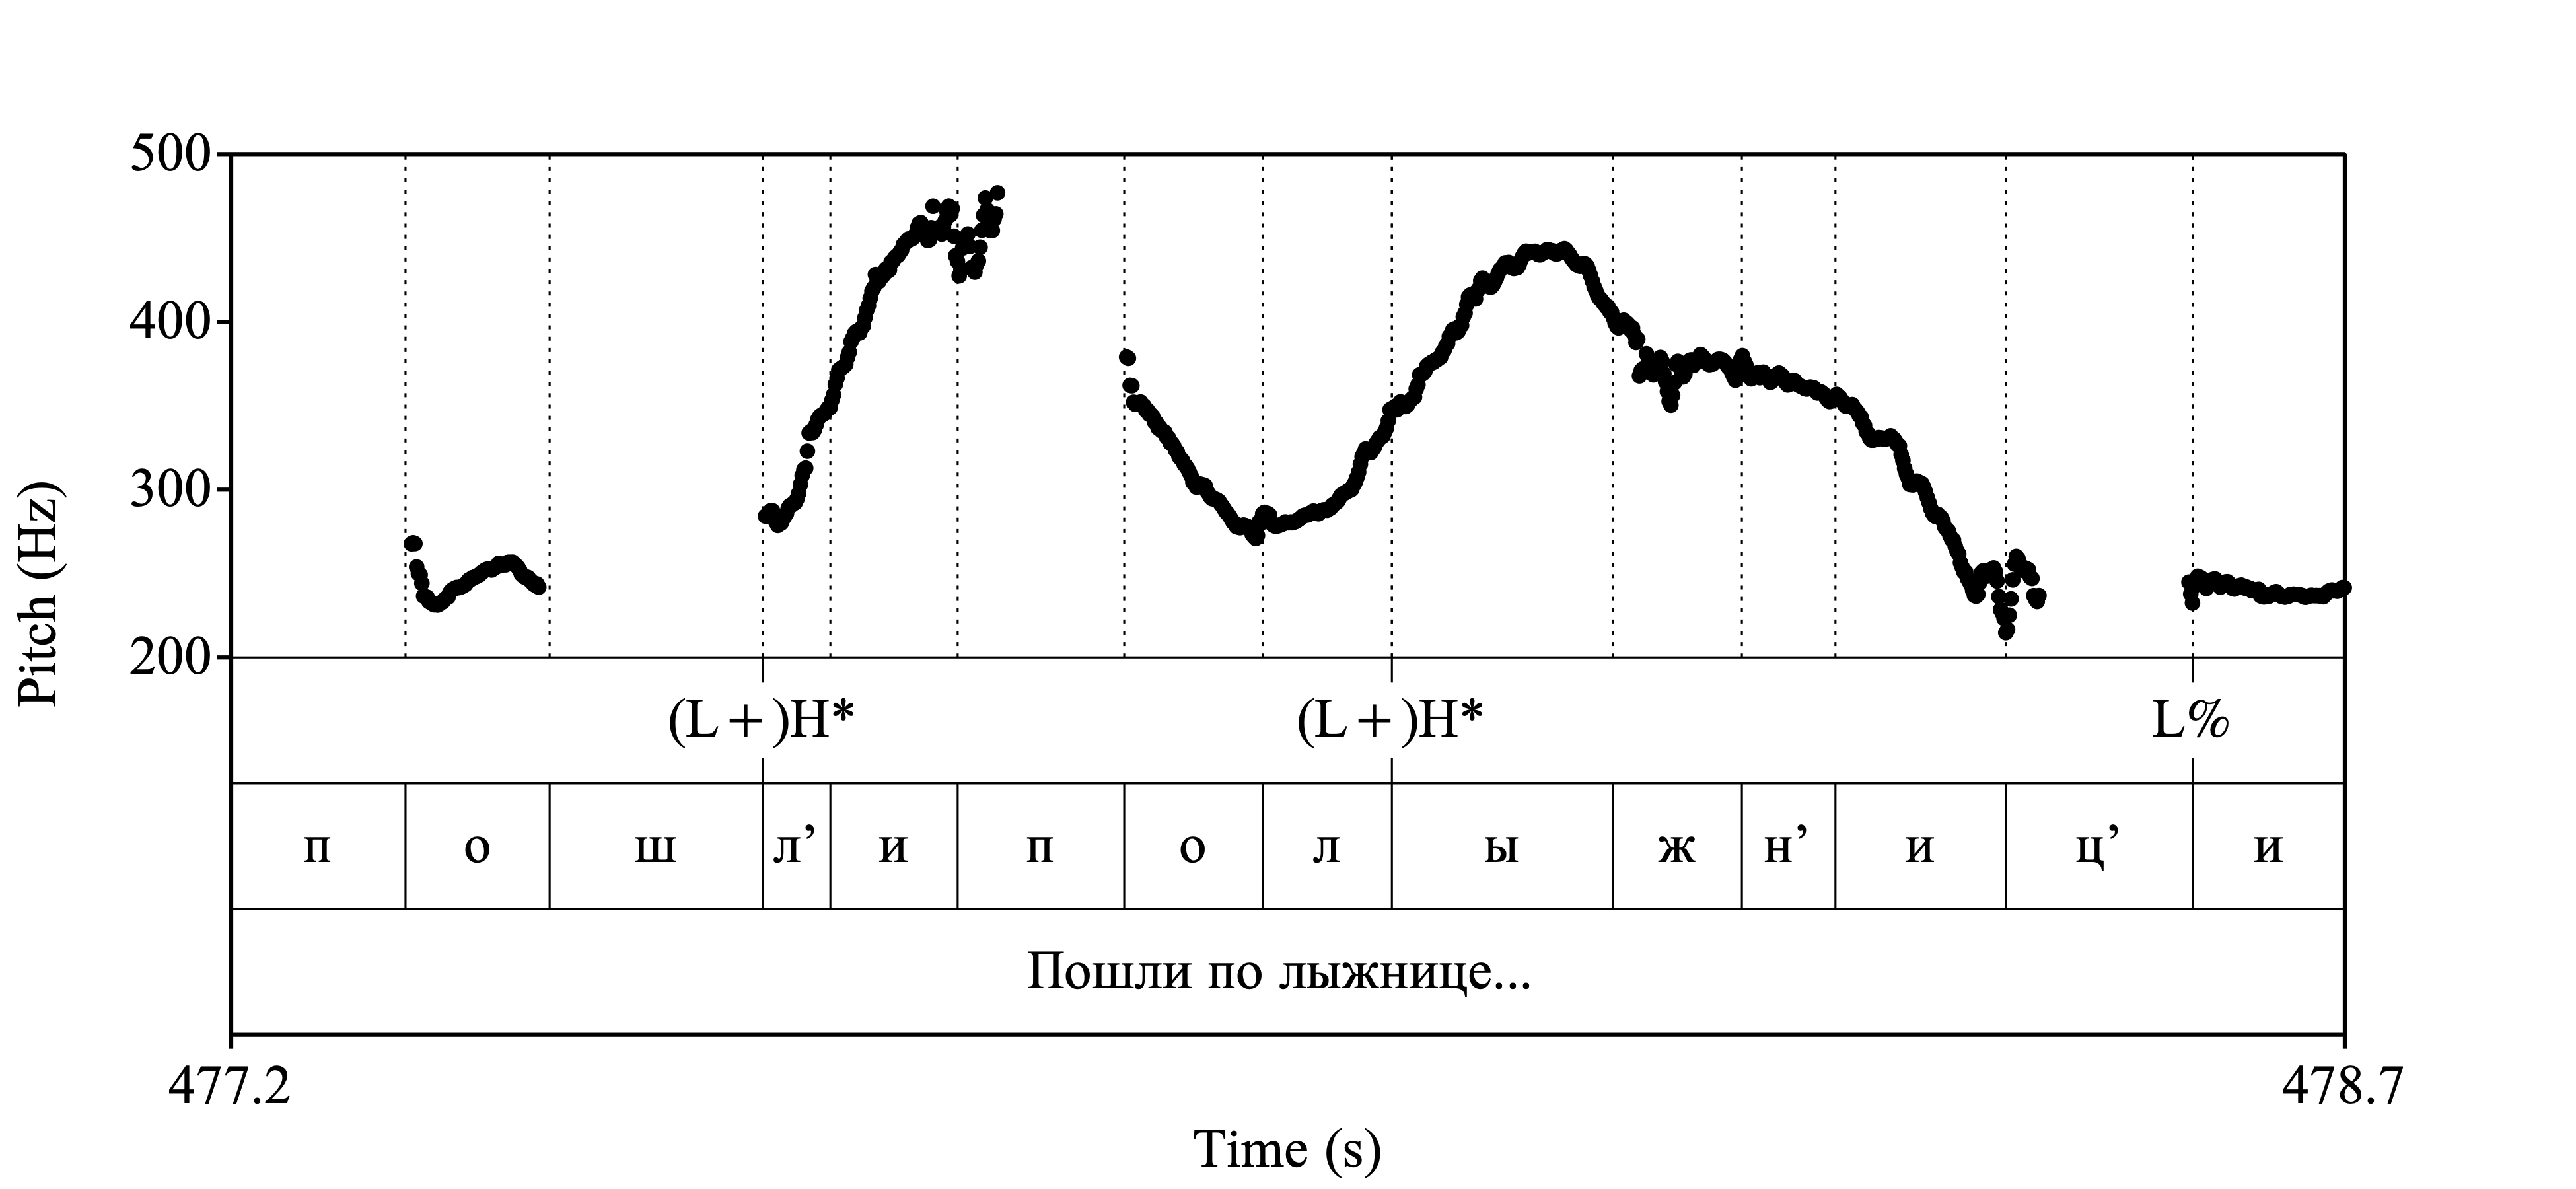 500
400
300
200
Pitch (Hz)
(L+)H* (L+)H* L%
п о ш л’ и п о л ы ж н’ и ц’ и
Пошли по лыжнице...
477.2 478.7
Time (s)